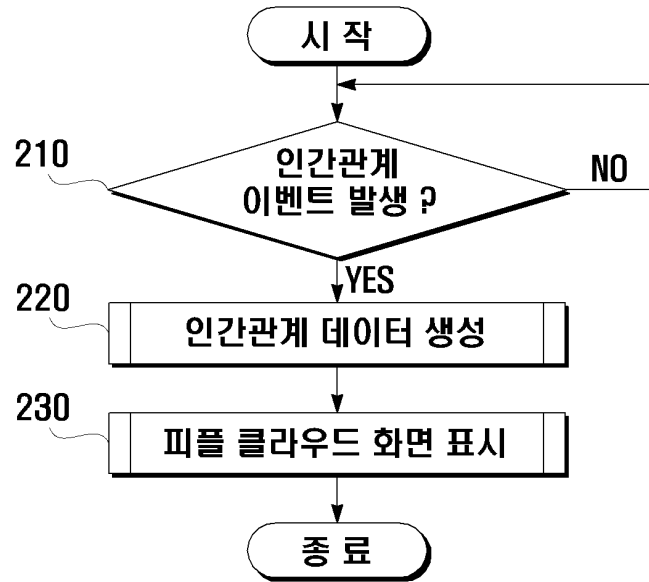 시 작
210
인간관계
이벤트 발생 ?
NO
YES
220
인간관계 데이터 생성
230
피플 클라우드 화면 표시
종 료